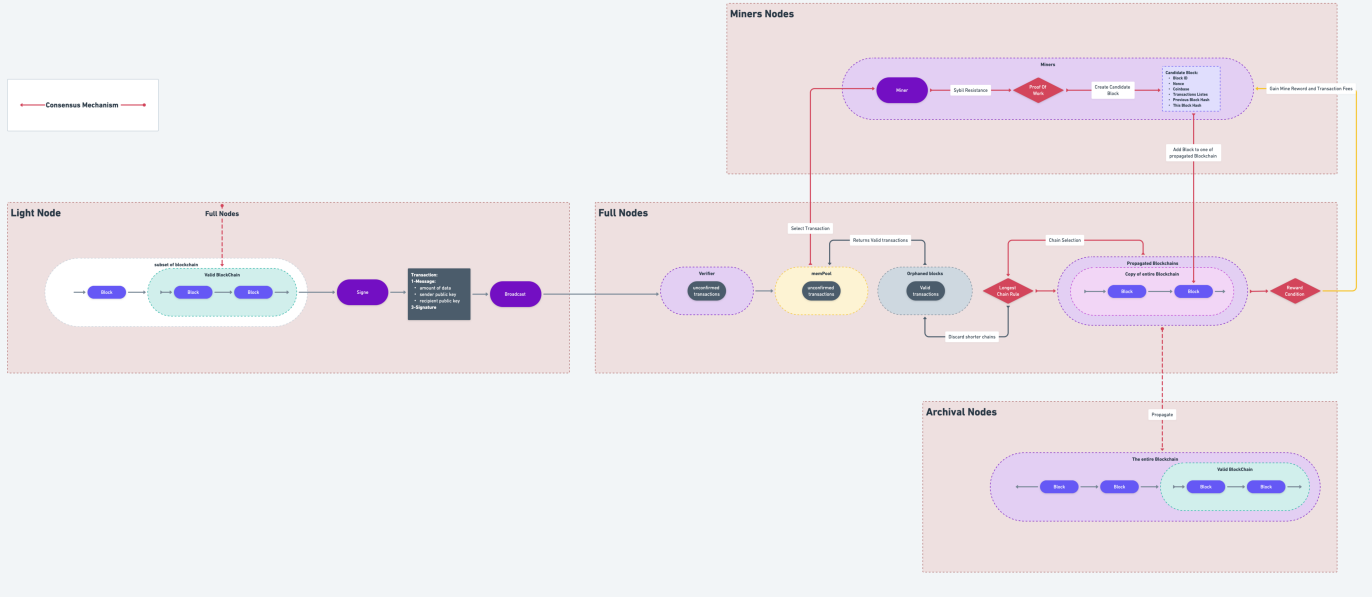 Miners Nodes
Miners
Miner
Sybil Resistance
Proof Of
Work
Create Candidate
Block
Candidate Block:
Block ID
Nonce
Coinbase
Transactions Listes
Previous Block Hash
This Block Hash
Gain Mine Reward and Transaction Fees
Consensus Mechanism
Add Block to one of
propagated Blockchain
Light Node
Full Nodes
subset of blockchain
Valid BlockChain
Block
Block
Block
Signe
Transaction:
1-Message:
amount of data
sender public key
recipient public key
3-Signature
Broadcast
Full Nodes
Select Transaction
Returns Valid transactions
Chain Selection
Verifier
unconfirmed
transactions
memPool
unconfirmed
transactions
Orphaned blocks
Valid
transactions
Longest
Chain Rule
Discard shorter chains
Propagated Blockchains
Copy of entire Blockchain
Block
Block
Reward
Condition
Archival Nodes
Propagate
The entire Blockchain
Valid BlockChain
Block
Block
Block
Block